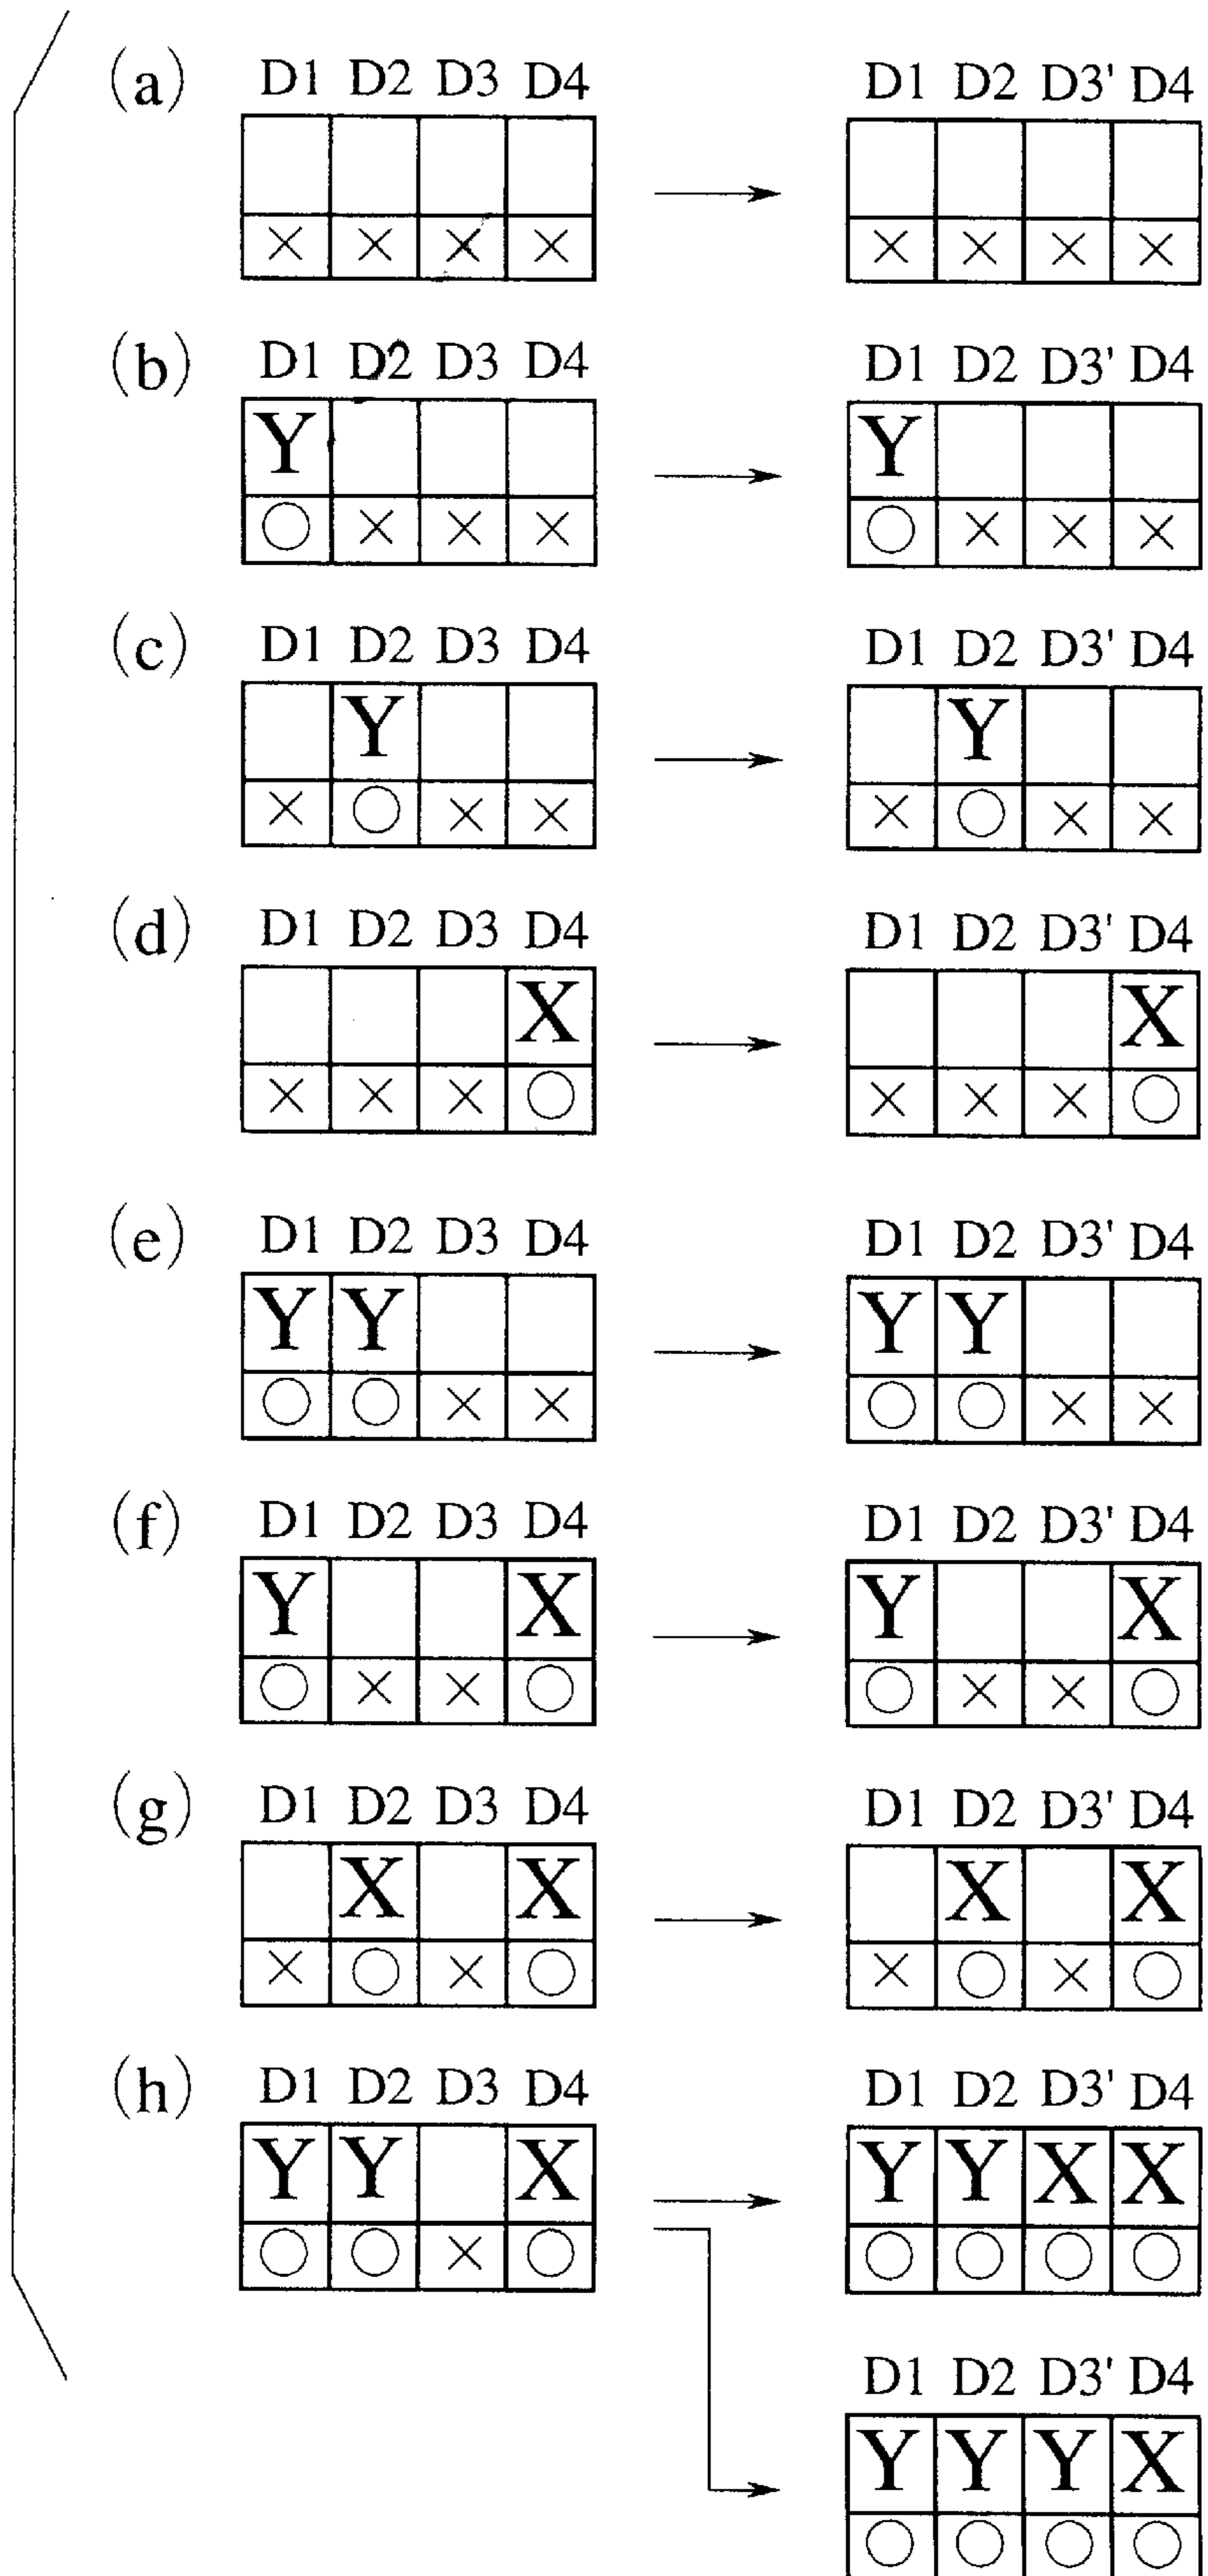 (a) D1 D2 D3 D4 D1 D2 D3' D4
× × × × × × × ×
(b) D1 D2 D3 D4 D1 D2 D3' D4
Y Y
○ × × × ○ × × ×
(c) D1 D2 D3 D4 D1 D2 D3' D4
Y Y
× ○ × × × ○ × ×
(d) D1 D2 D3 D4 D1 D2 D3' D4
X X
× × × ○ × × × ○
(e) D1 D2 D3 D4 D1 D2 D3' D4
Y Y Y Y
○ ○ × × ○ ○ × ×
(f) D1 D2 D3 D4 D1 D2 D3' D4
Y X Y X
○ × × ○ ○ × × ○
(g) D1 D2 D3 D4 D1 D2 D3' D4
X X X X
× ○ × ○ × ○ × ○
(h) D1 D2 D3 D4 D1 D2 D3' D4
Y Y X Y Y X X
○ ○ × ○ ○ ○ ○ ○
D1 D2 D3' D4
Y Y Y X
○ ○ ○ ○